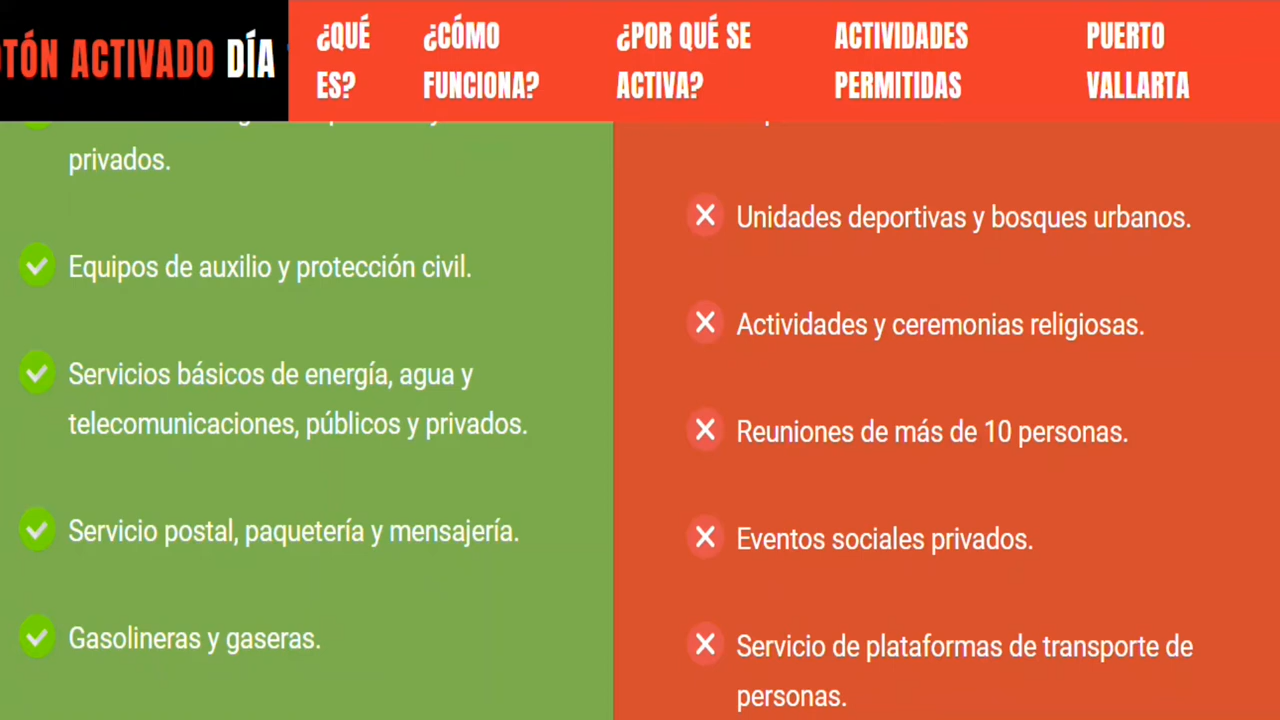 TÓN ACTIVADO DÍA
¿QUÉ
ES?
¿CÓMO
FUNCIONA?
¿POR QUÉ SE
ACTIVA?
ACTIVIDADES
PERMITIDAS
PUERTO
VALLARTA
privados.
Equipos de auxilio y protección civil.
Servicios básicos de energía, agua y
telecomunicaciones, públicos y privados.
Servicio postal, paquetería y mensajería.
Gasolineras y gaseras.
Unidades deportivas y bosques urbanos.
Actividades y ceremonias religiosas.
Reuniones de más de 10 personas.
Eventos sociales privados.
Servicio de plataformas de transporte de
personas.